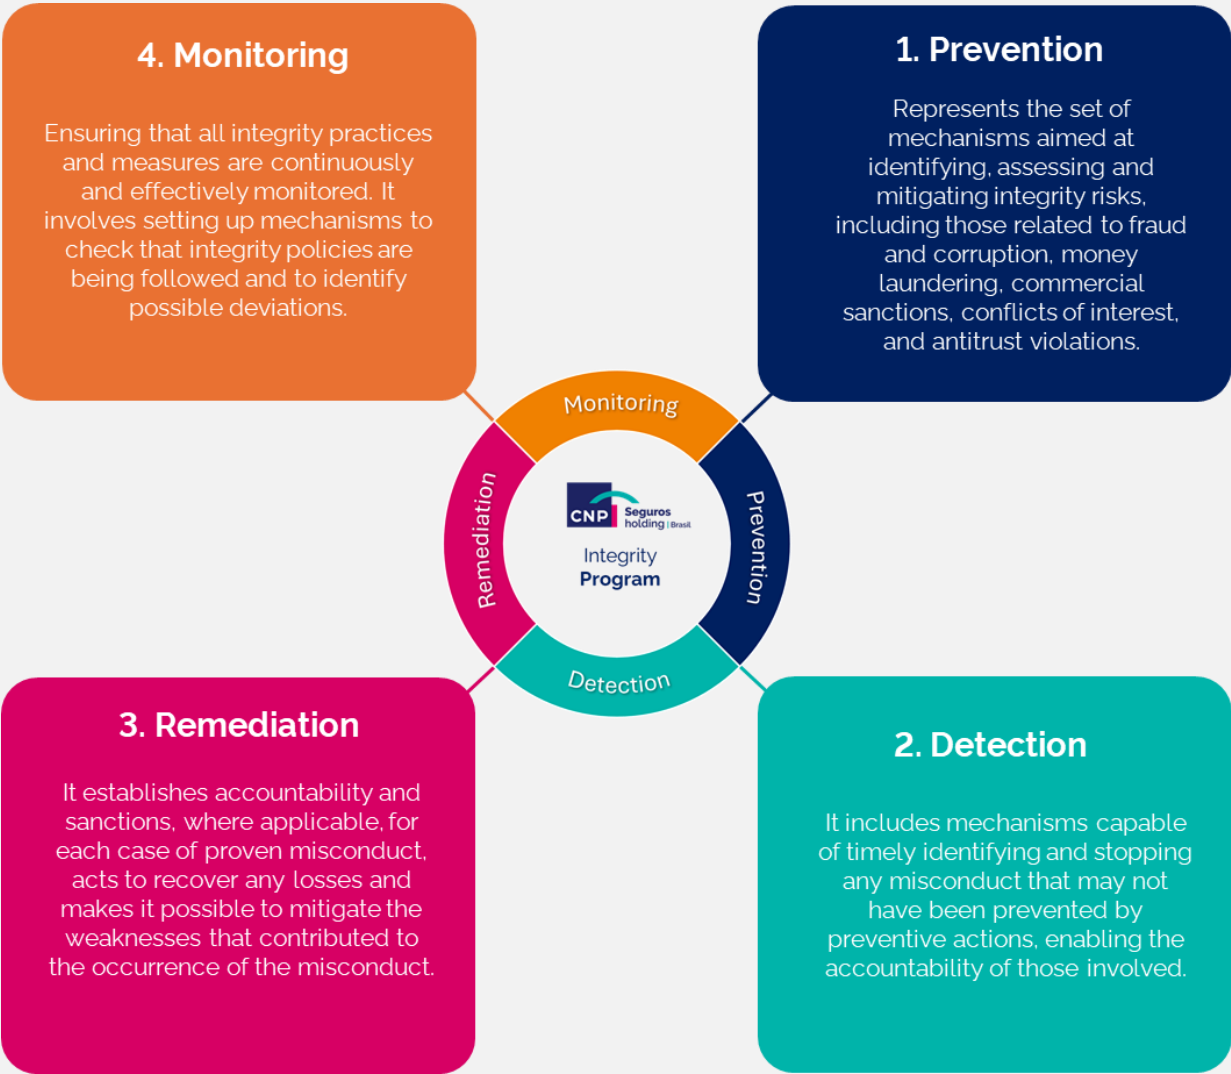 4. Monitoring
Ensuring that all integrity practices
and measures are continuously
and effectively monitored. It
involves setting up mechanisms to
check that integrity policies are
being followed and to identify
possible deviations.
1. Prevention
Represents the set of
mechanisms aimed at
identifying, assessing and
mitigating integrity risks,
including those related to fraud
and corruption, money
laundering, commercial
sanctions, conflicts of interest,
and antitrust violations.
Monitoring
Prevention
Detection
Remediation
CNP
Seguros
holding | Brasil
Integrity
Program
3. Remediation
It establishes accountability and
sanctions, where applicable, for
each case of proven misconduct,
acts to recover any losses and
makes it possible to mitigate the
weaknesses that contributed to
the occurrence of the misconduct.
2. Detection
It includes mechanisms capable
of timely identifying and stopping
any misconduct that may not
have been prevented by
preventive actions, enabling the
accountability of those involved.